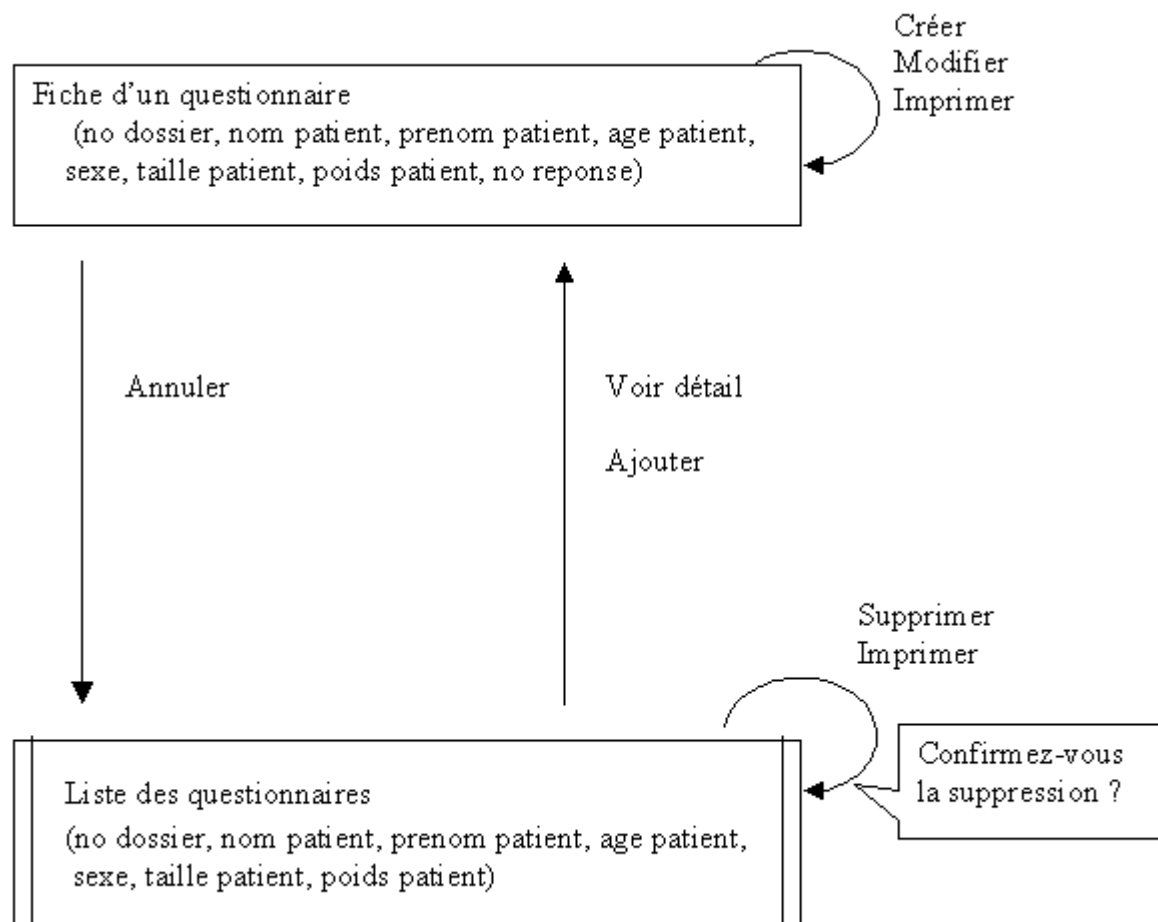 Créer
Modifier
Imprimer
Fiche d'un questionnaire
(no dossier, nom patient, prenom patient, age patient,
sexe, taille patient, poids patient, no reponse)
Annuler
Voir détail
Ajouter
Supprimer
Imprimer
Confirmez-vous
la suppression ?
Liste des questionnaires
(no dossier, nom patient, prenom patient, age patient,
sexe, taille patient, poids patient)